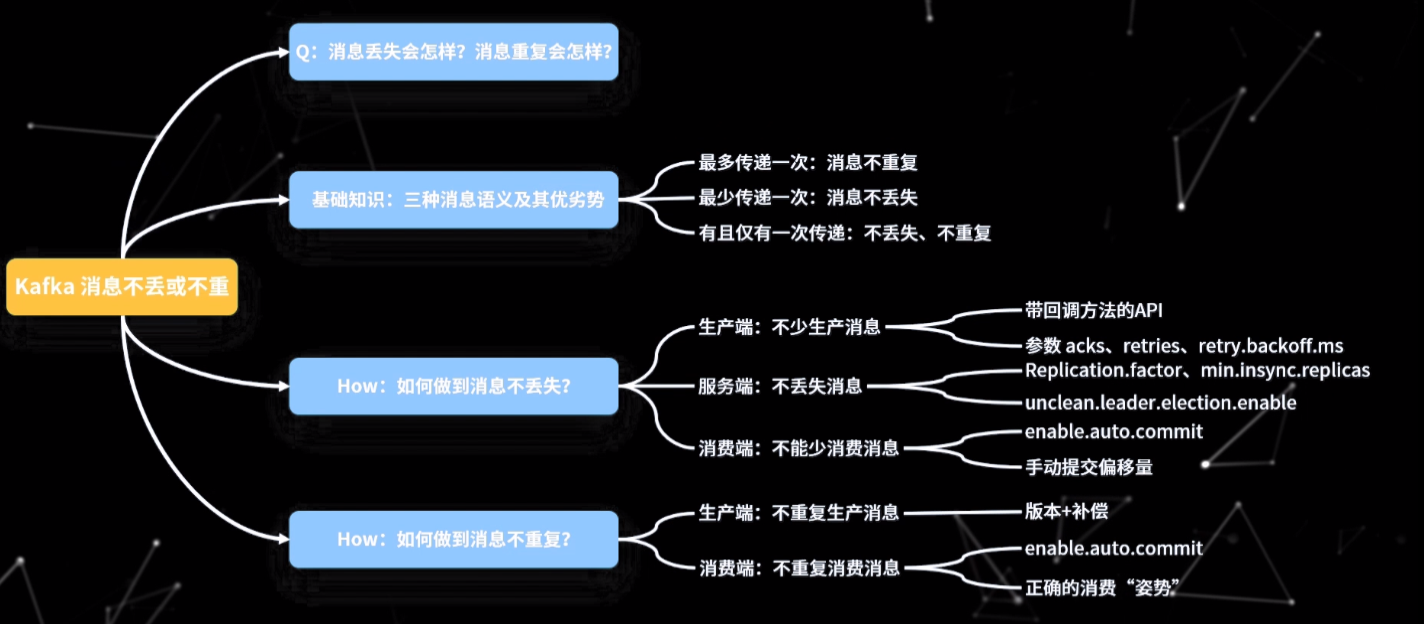 Q：消息丢失会怎样？消息重复会怎样？
最多传递一次：消息不重复
基础知识：三种消息语义及其优劣势
最少传递一次：消息不丢失
有且仅有一次传递：不丢失、不重复
Kafka 消息不丢或不重
生产端：不少生产消息
带回调方法的API
参数 acks、retries、retry.backoff.ms
How：如何做到消息不丢失？
服务端：不丢失消息
Replication.factor、min.insync.replicas
unclean.leader.election.enable
消费端：不能少消费消息
enable.auto.commit
手动提交偏移量
How：如何做到消息不重复？
生产端：不重复生产消息
版本+补偿
消费端：不重复消费消息
enable.auto.commit
正确的消费“姿势”